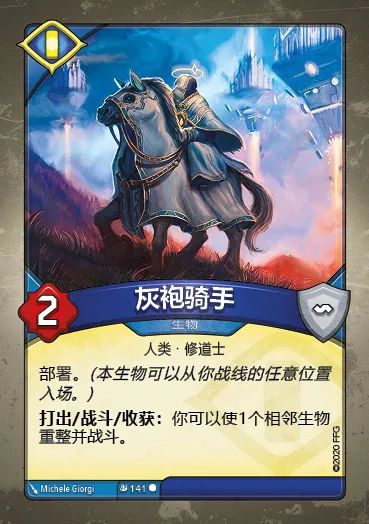 灰袍骑手
2
生物
人类·修道士
部署。(本生物可以从你战线的任意位置
入场。)
打出/战斗/收获：你可以使1个相邻生物
重整并战斗。
Michele Giorgi
141
©2020 FFG